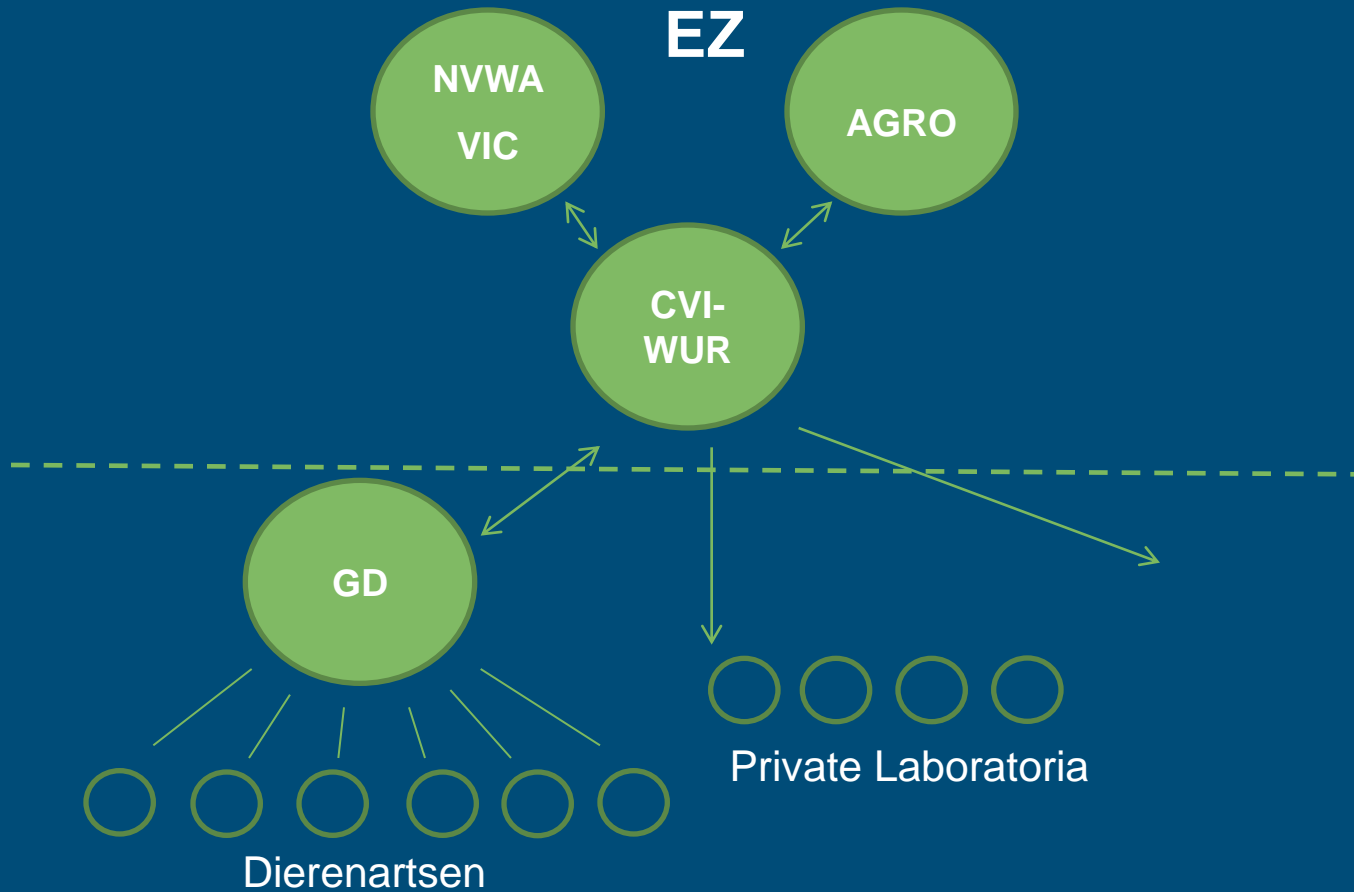 EZ
NVWA
VIC
AGRO
CVI-
WUR
GD
Private Laboratoria
Dierenartsen